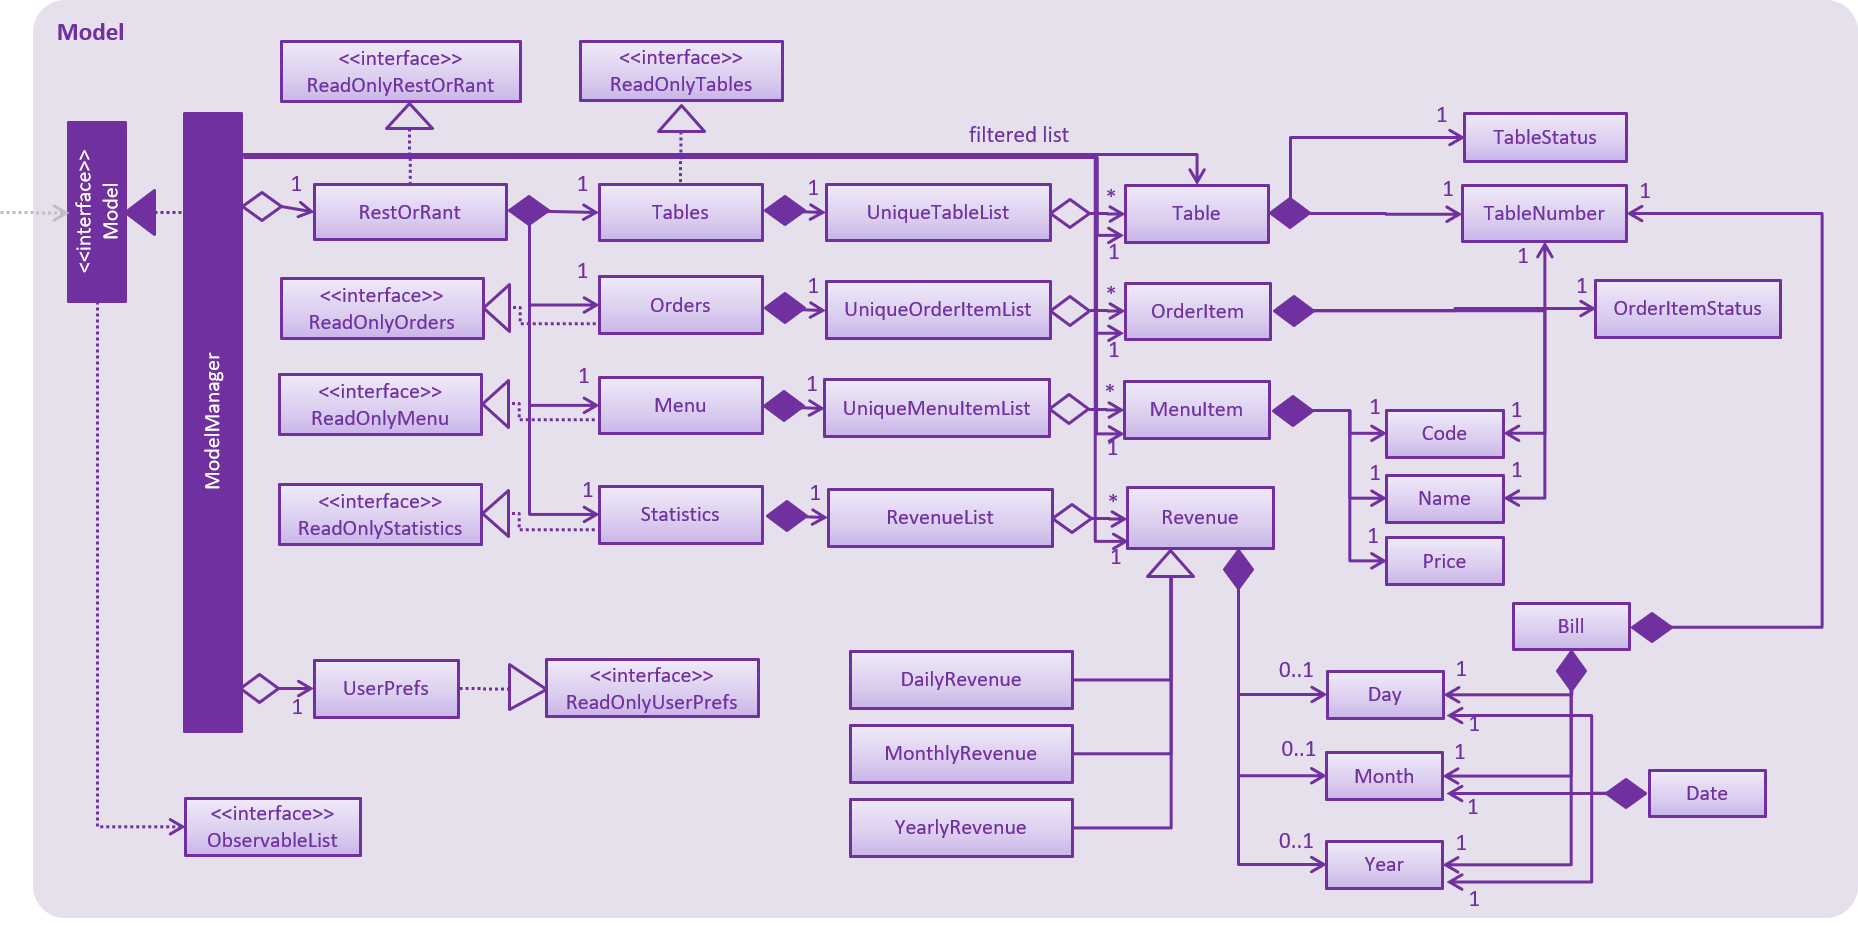 Model
<<interface>>
ReadOnlyRestOrRant
<<interface>>
ReadOnlyTables
filtered list
<<interface>>
Model
ModelManager
1
RestOrRant
1
Tables
1
UniqueTableList
*
1
Table
1
TableStatus
1
TableNumber
1
1
<<interface>>
ReadOnlyOrders
1
Orders
1
UniqueOrderItemList
*
1
OrderItem
1
OrderItemStatus
<<interface>>
ReadOnlyMenu
1
Menu
1
UniqueMenuItemList
*
1
MenuItem
1
Code
1
1
Name
1
1
Price
<<interface>>
ReadOnlyStatistics
1
Statistics
1
RevenueList
*
1
Revenue
Bill
1
UserPrefs
<<interface>>
ReadOnlyUserPrefs
DailyRevenue
MonthlyRevenue
YearlyRevenue
0..1
Day
1
1
0..1
Month
1
1
Date
0..1
Year
1
1
<<interface>>
ObservableList